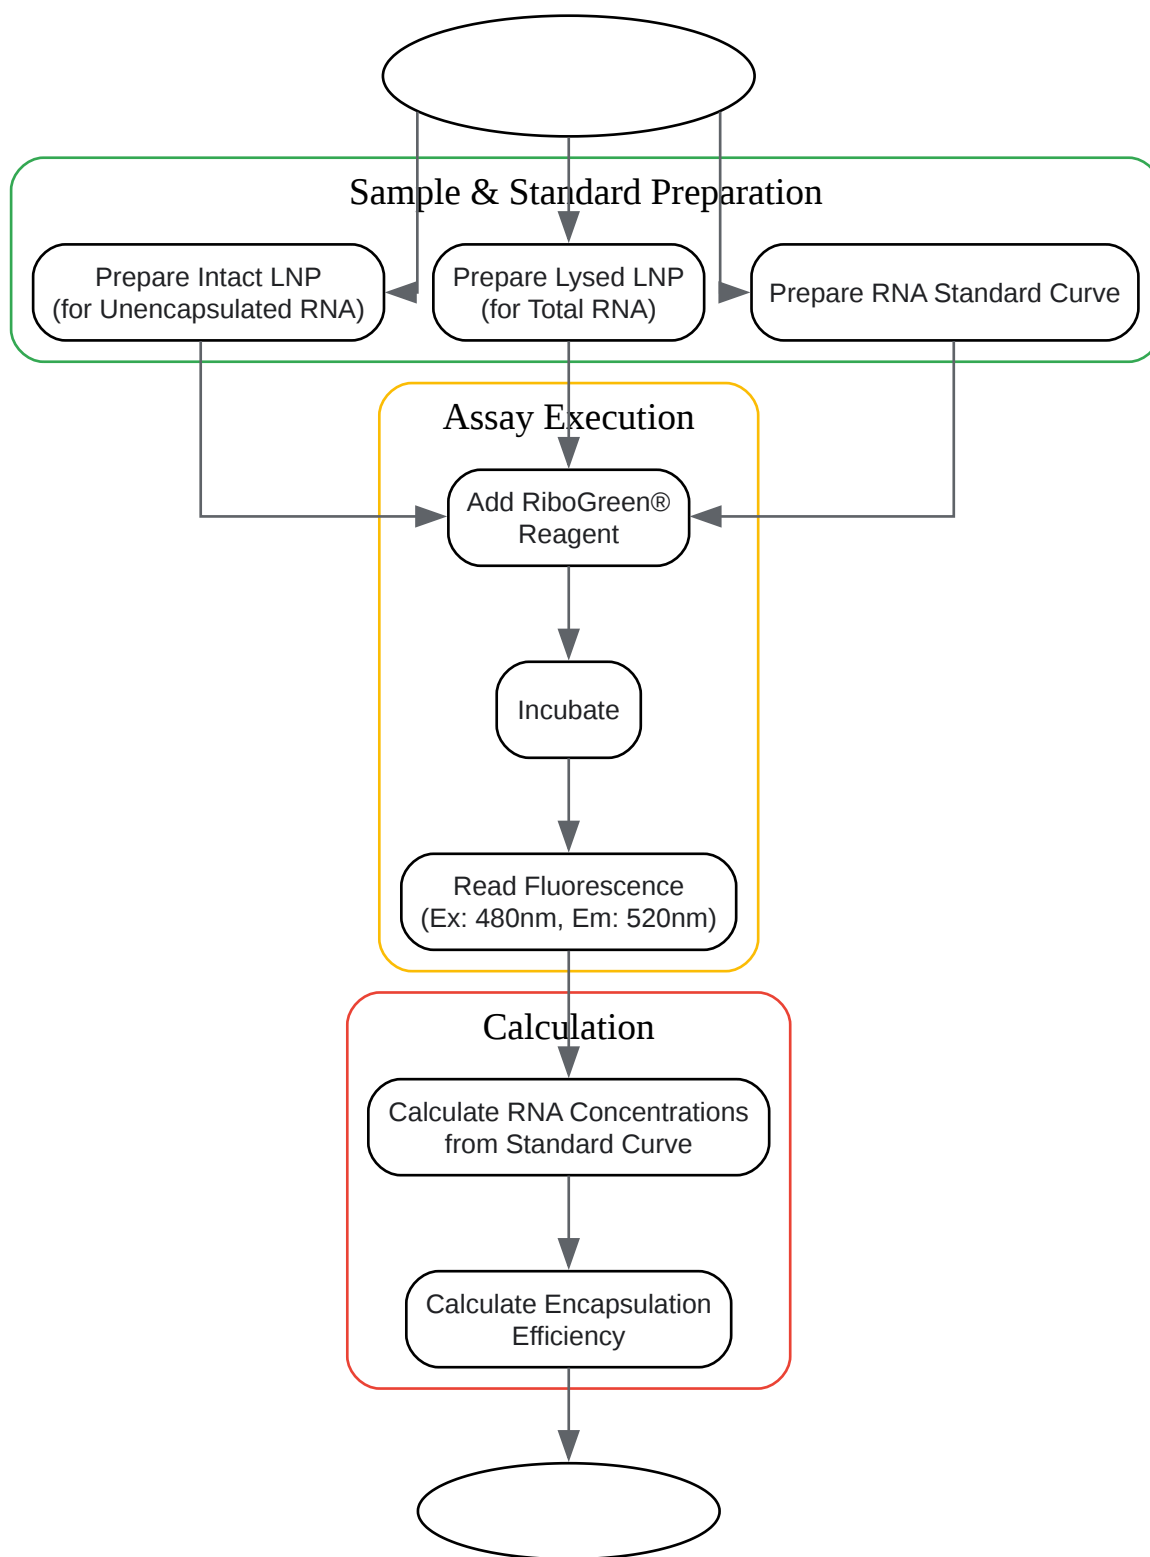 Sample & Standard Preparation
Prepare Intact LNP
(for Unencapsulated RNA)
Prepare Lysed LNP
(for Total RNA)
Prepare RNA Standard Curve
Assay Execution
Add RiboGreen®
Reagent
Incubate
Read Fluorescence
(Ex: 480nm, Em: 520nm)
Calculation
Calculate RNA Concentrations
from Standard Curve
Calculate Encapsulation
Efficiency